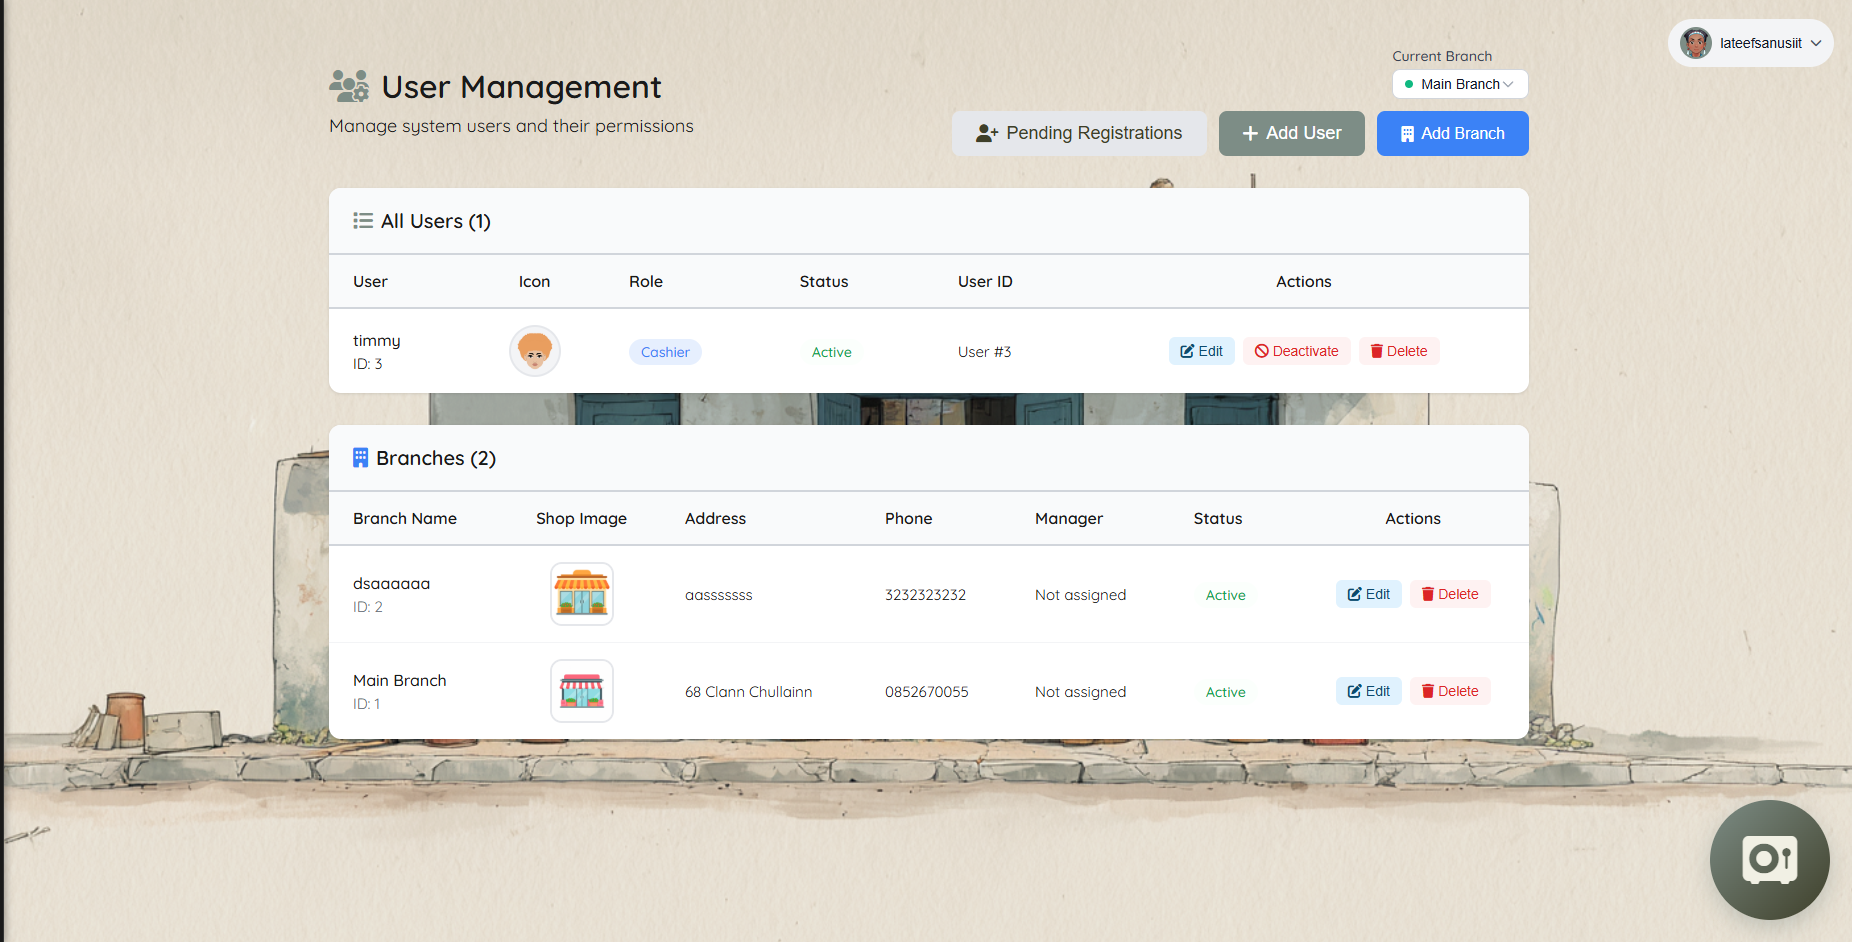 lateefsanusiit
Current Branch
Main Branch
User Management
Manage system users and their permissions
Pending Registrations
Add User
Add Branch
All Users (1)
User Icon Role Status User ID Actions
timmy
ID: 3
Cashier Active User #3 Edit Deactivate Delete
Branches (2)
Branch Name Shop Image Address Phone Manager Status Actions
dsaaaaaa
ID: 2
aasssssss 3232323232 Not assigned Active Edit Delete
Main Branch
ID: 1
68 Clann Chullainn 0852670055 Not assigned Active Edit Delete